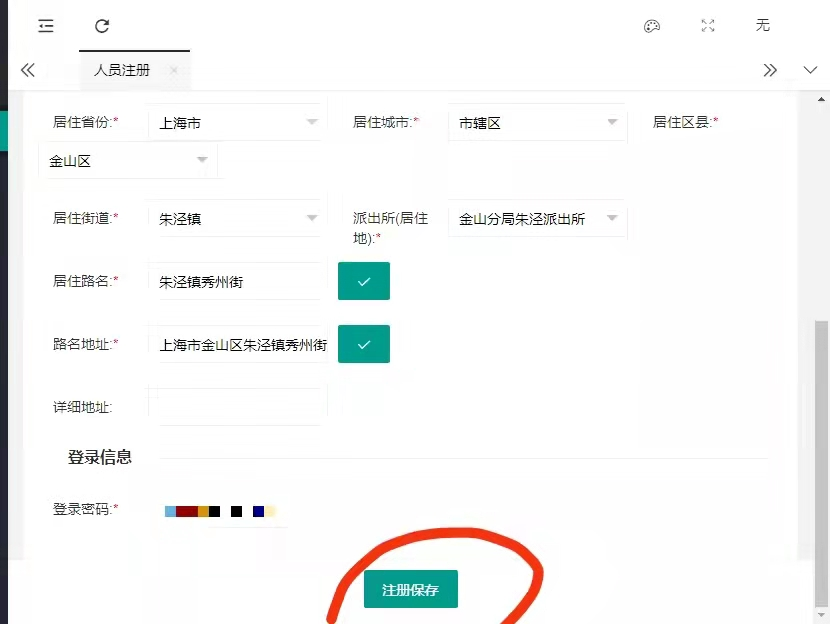 无
人员注册
居住省份:* 上海市 居住城市:* 市辖区 居住区县:*
金山区
居住街道:* 朱泾镇 派出所(居住
地):* 金山分局朱泾派出所
居住路名:* 朱泾镇秀州街
路名地址:* 上海市金山区朱泾镇秀州街
详细地址:
登录信息
登录密码:*
注册保存